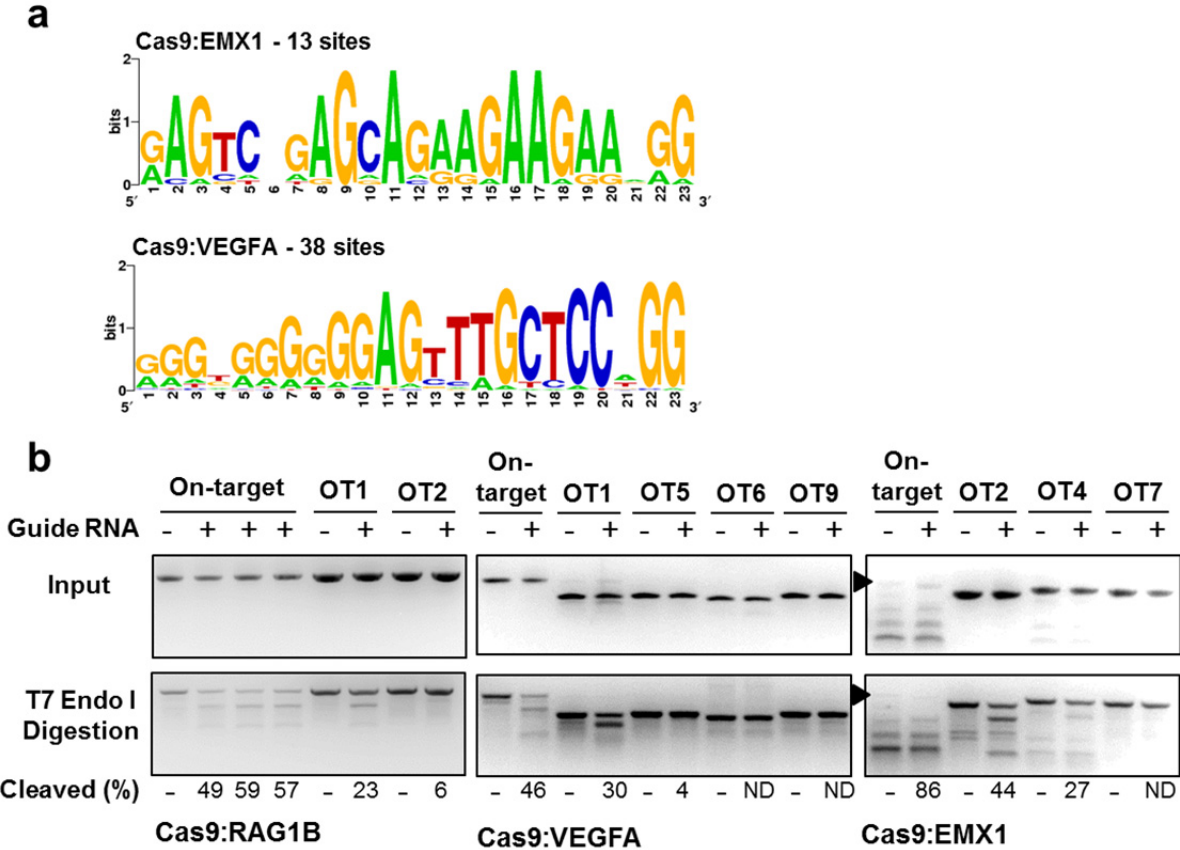 a
Cas9:EMX1 - 13 sites
2
bits
1
0
1 2 3 4 5 6 7 8 9 10 11 12 13 14 15 16 17 18 19 20 21 22 23
5′ 3′
GAGTC GAGCAGAAGAAGAA GG
Cas9:VEGFA - 38 sites
2
bits
1
0
1 2 3 4 5 6 7 8 9 10 11 12 13 14 15 16 17 18 19 20 21 22 23
5′ 3′
GGGTGGGGGGAGTTTGCTCCAGG
b
On-target OT1 OT2 On-target OT1 OT5 OT6 OT9 On-target OT2 OT4 OT7
Guide RNA - + + + - + - + - + - + - + - + - + - + - + - + - +
Input
T7 Endo I
Digestion
Cleaved (%) - 49 59 57 - 23 - 6 - 46 - 30 - 4 - ND - ND - 86 - 44 - 27 - ND
Cas9:RAG1B Cas9:VEGFA Cas9:EMX1